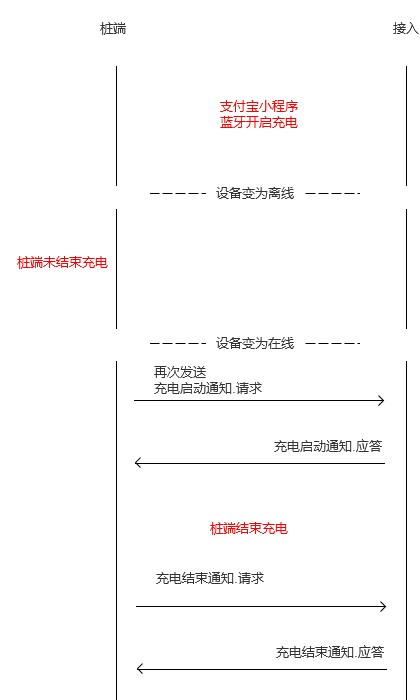 桩端
接入
支付宝小程序
蓝牙开启充电
设备变为离线
桩端未结束充电
设备变为在线
再次发送
充电启动通知.请求
充电启动通知.应答
桩端结束充电
充电结束通知.请求
充电结束通知.应答